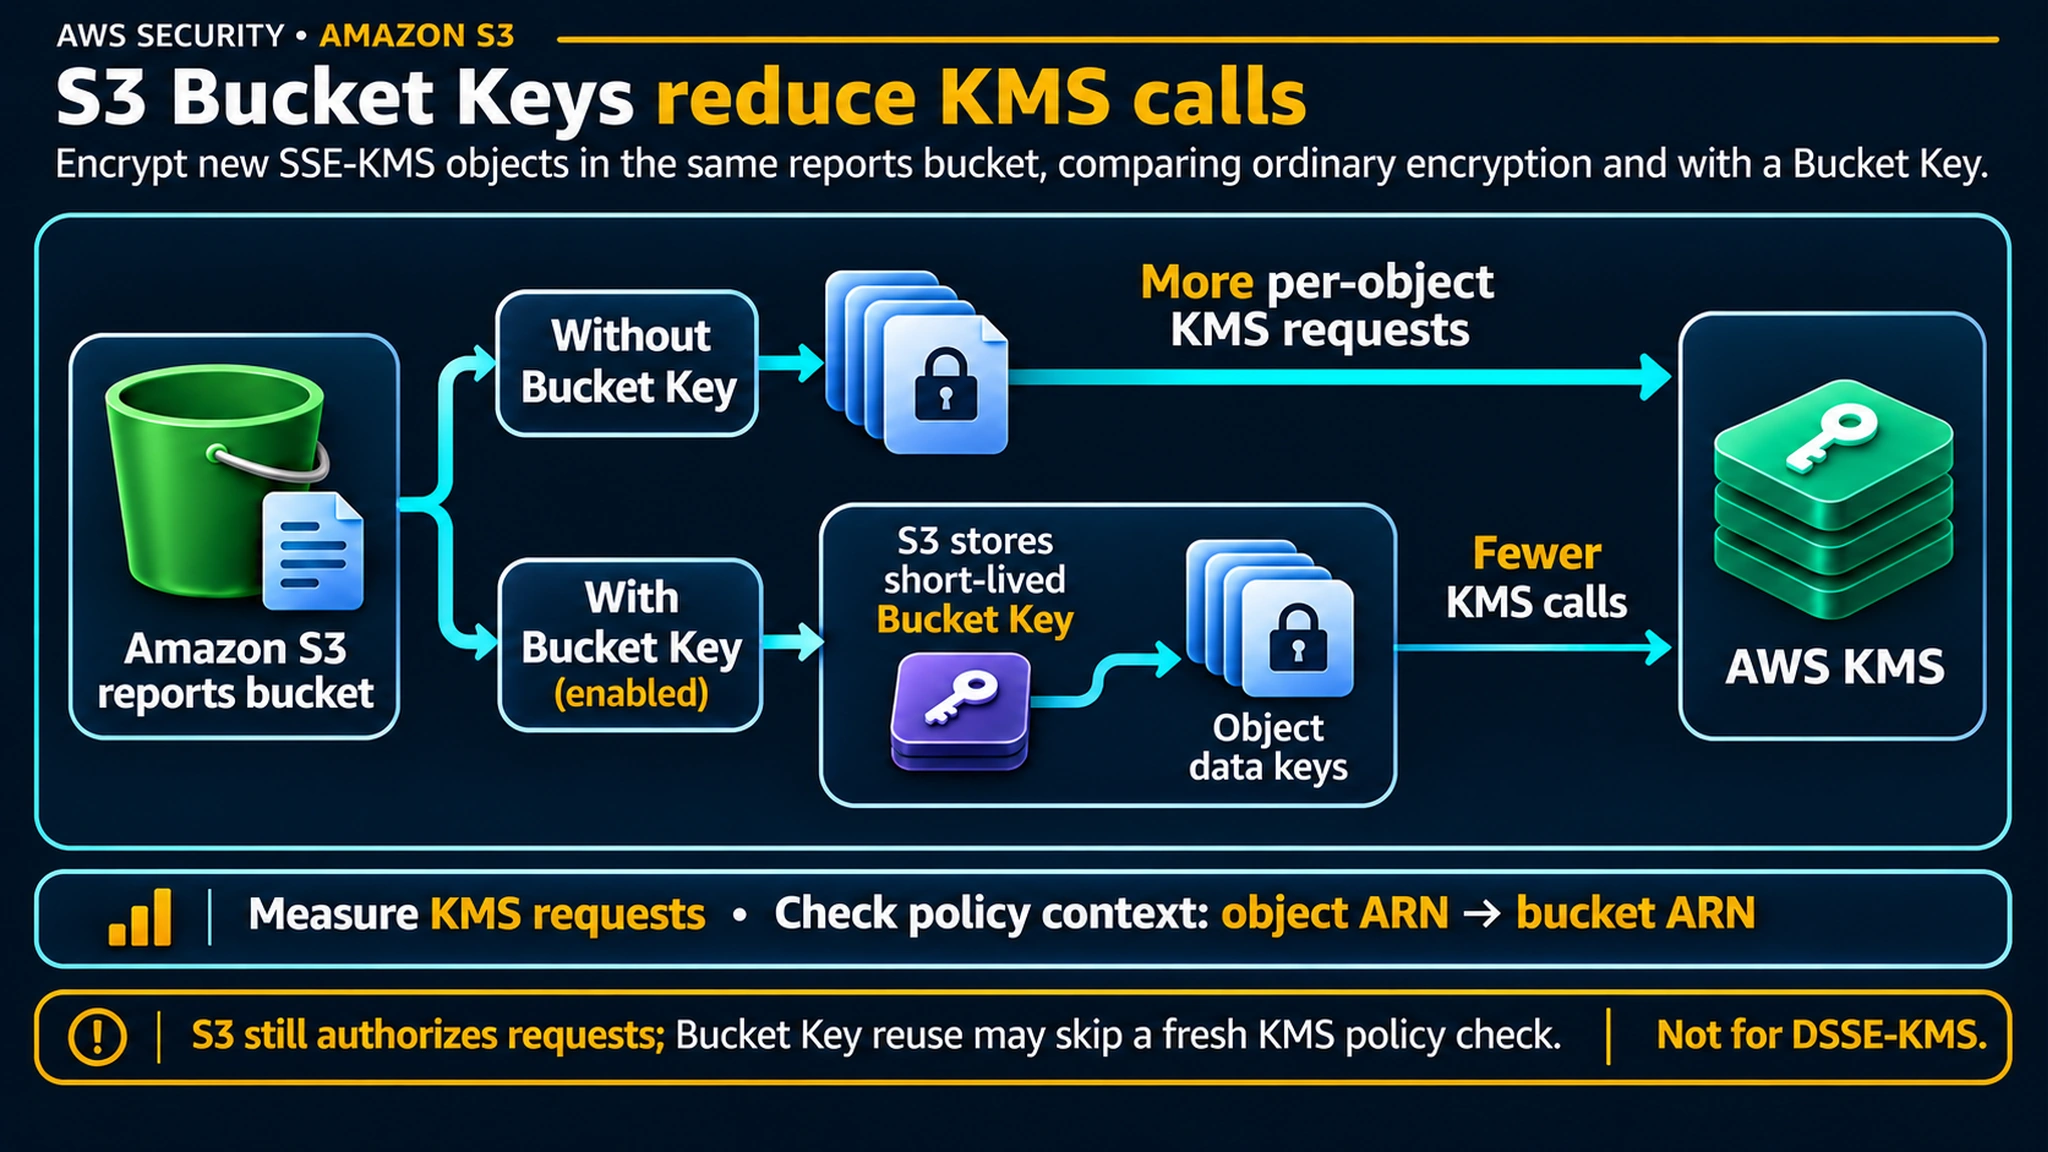 AWS SECURITY • AMAZON S3
S3 Bucket Keys reduce KMS calls
Encrypt new SSE-KMS objects in the same reports bucket, comparing ordinary encryption and with a Bucket Key.
Amazon S3
reports bucket
Without
Bucket Key
More per-object
KMS requests
With
Bucket Key
(enabled)
S3 stores
short-lived
Bucket Key
Object
data keys
Fewer
KMS calls
AWS KMS
Measure KMS requests • Check policy context: object ARN → bucket ARN
S3 still authorizes requests; Bucket Key reuse may skip a fresh KMS policy check.
Not for DSSE-KMS.